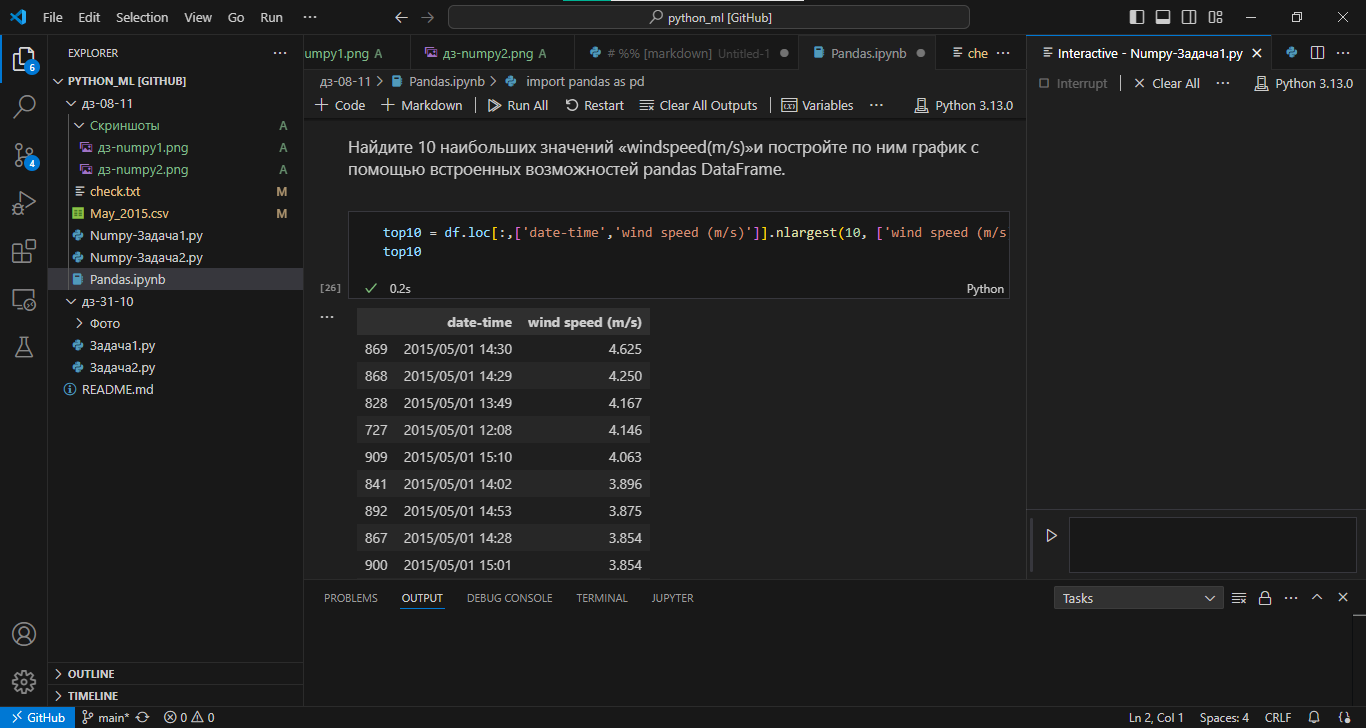 File Edit Selection View Go Run ··· python_ml [GitHub]
EXPLORER ···
PYTHON_ML [GITHUB]
дз-08-11
Скриншоты A
дз-numpy1.png A
дз-numpy2.png A
check.txt M
May_2015.csv M
Numpy-Задача1.py
Numpy-Задача2.py
Pandas.ipynb
дз-31-10
Фото
Задача1.py
Задача2.py
README.md
OUTLINE
TIMELINE
6
4
umpy1.png A дз-numpy2.png A # %% [markdown] Untitled-1 Pandas.ipynb che ···
дз-08-11 > Pandas.ipynb > import pandas as pd
+ Code + Markdown Run All Restart Clear All Outputs Variables ··· Python 3.13.0
Найдите 10 наибольших значений «windspeed(m/s)»и постройте по ним график с
помощью встроенных возможностей pandas DataFrame.
top10 = df.loc[:,['date-time','wind speed (m/s)']].nlargest(10, ['wind speed (m/s
top10
[26] 0.2s Python
···
date-time wind speed (m/s)
869 2015/05/01 14:30 4.625
868 2015/05/01 14:29 4.250
828 2015/05/01 13:49 4.167
727 2015/05/01 12:08 4.146
909 2015/05/01 15:10 4.063
841 2015/05/01 14:02 3.896
892 2015/05/01 14:53 3.875
867 2015/05/01 14:28 3.854
900 2015/05/01 15:01 3.854
Interactive - Numpy-Задача1.py ···
Interrupt Clear All ··· Python 3.13.0
PROBLEMS OUTPUT DEBUG CONSOLE TERMINAL JUPYTER Tasks ···
GitHub main* 0 0 Ln 2, Col 1 Spaces: 4 CRLF